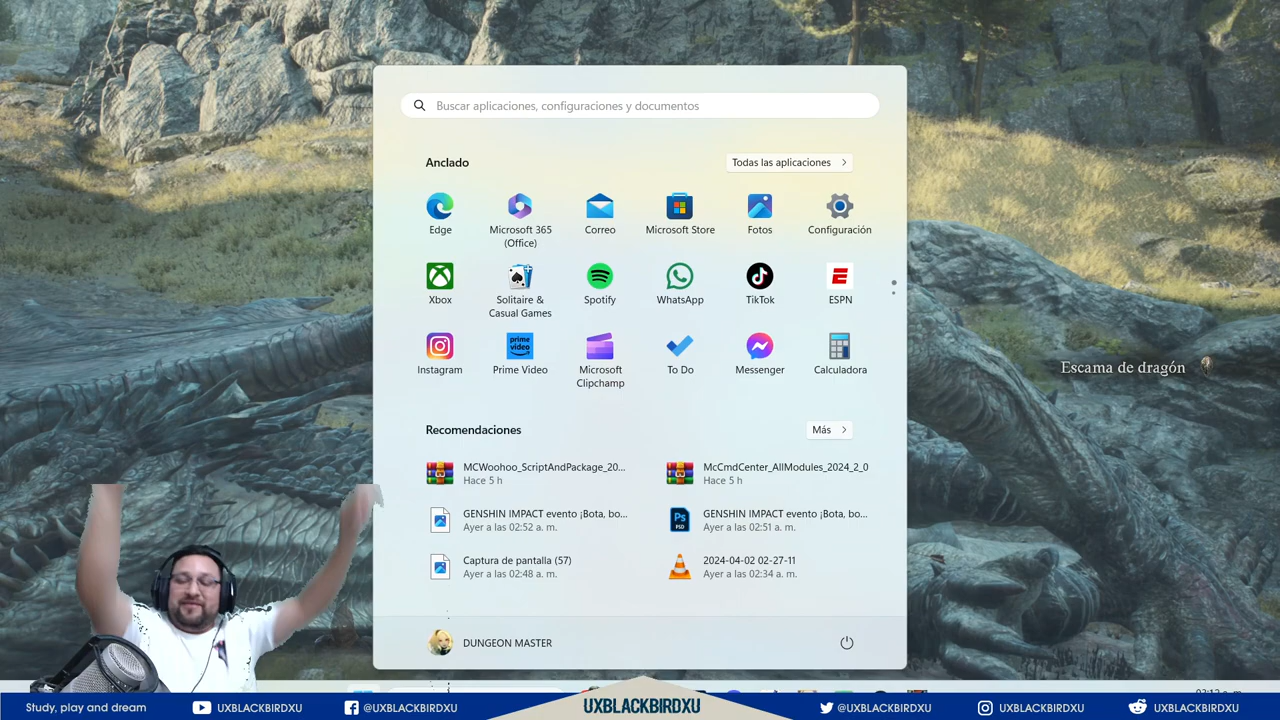 Buscar aplicaciones, configuraciones y documentos
Anclado
Todas las aplicaciones
Edge
Microsoft 365
(Office)
Correo
Microsoft Store
Fotos
Configuración
Xbox
Solitaire &
Casual Games
Spotify
WhatsApp
TikTok
ESPN
Instagram
prime
video
Prime Video
Microsoft
Clipchamp
To Do
Messenger
Calculadora
Escama de dragón
Recomendaciones
Más
MCWoohoo_ScriptAndPackage_20...
Hace 5 h
McCmdCenter_AllModules_2024_2_0
Hace 5 h
GENSHIN IMPACT evento ¡Bota, bo...
Ayer a las 02:52 a. m.
Ps
PSD
GENSHIN IMPACT evento ¡Bota, bo...
Ayer a las 02:51 a. m.
Captura de pantalla (57)
Ayer a las 02:48 a. m.
2024-04-02 02-27-11
Ayer a las 02:34 a. m.
DUNGEON MASTER
Study, play and dream
UXBLACKBIRDXU
@UXBLACKBIRDXU
UXBLACKBIRDXU
@UXBLACKBIRDXU
UXBLACKBIRDXU
UXBLACKBIRDXU